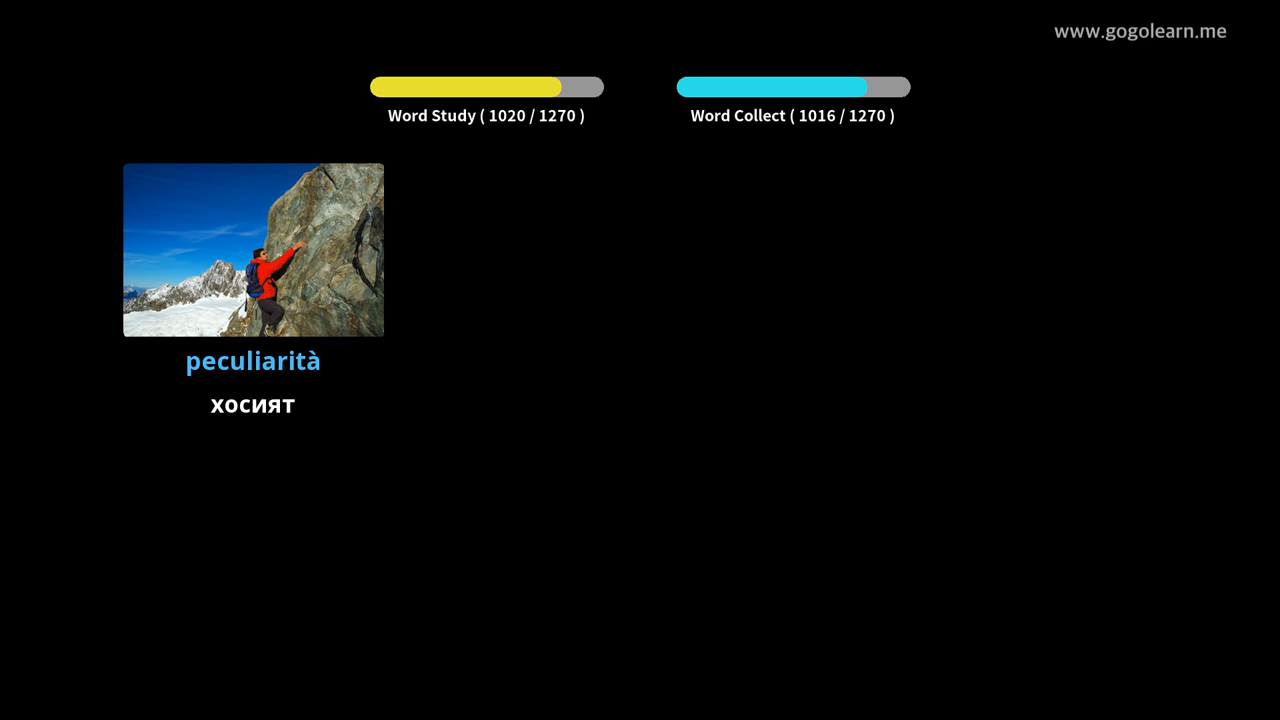 www.gogolearn.me
Word Study ( 1020 / 1270 )
Word Collect ( 1016 / 1270 )
peculiarità
хосият